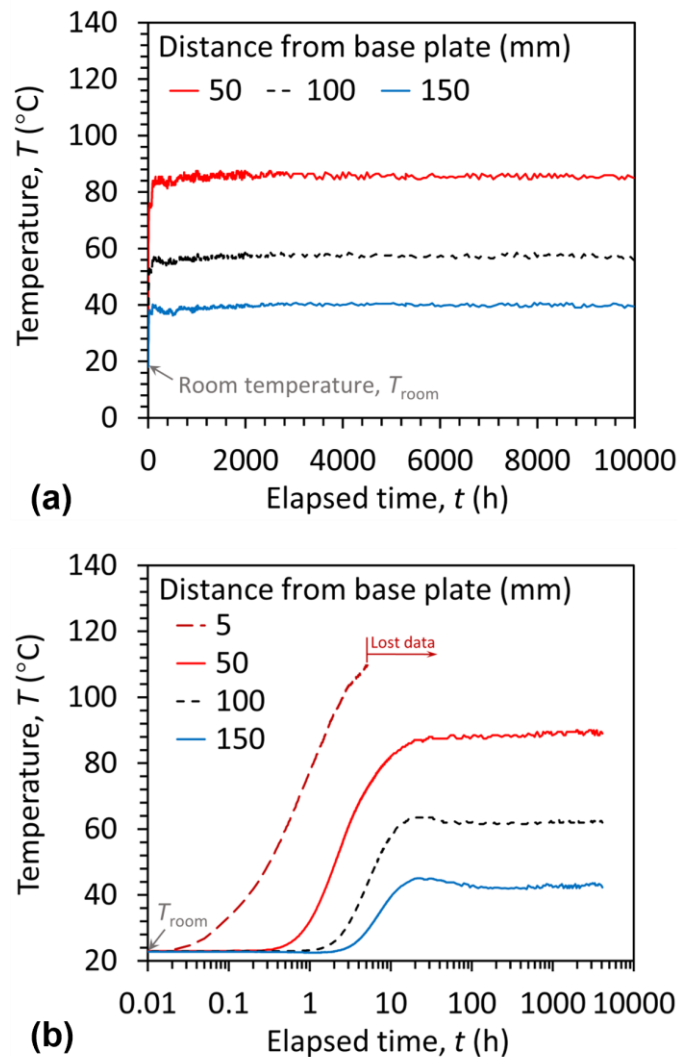 140
120
100
80
60
40
20
0
Temperature, T (°C)
Distance from base plate (mm)
50 100 150
Room temperature, Troom
0 2000 4000 6000 8000 10000
Elapsed time, t (h)
(a)
140
120
100
80
60
40
20
Temperature, T (°C)
Distance from base plate (mm)
5
50
100
150
Lost data
Troom
0.01 0.1 1 10 100 1000 10000
Elapsed time, t (h)
(b)